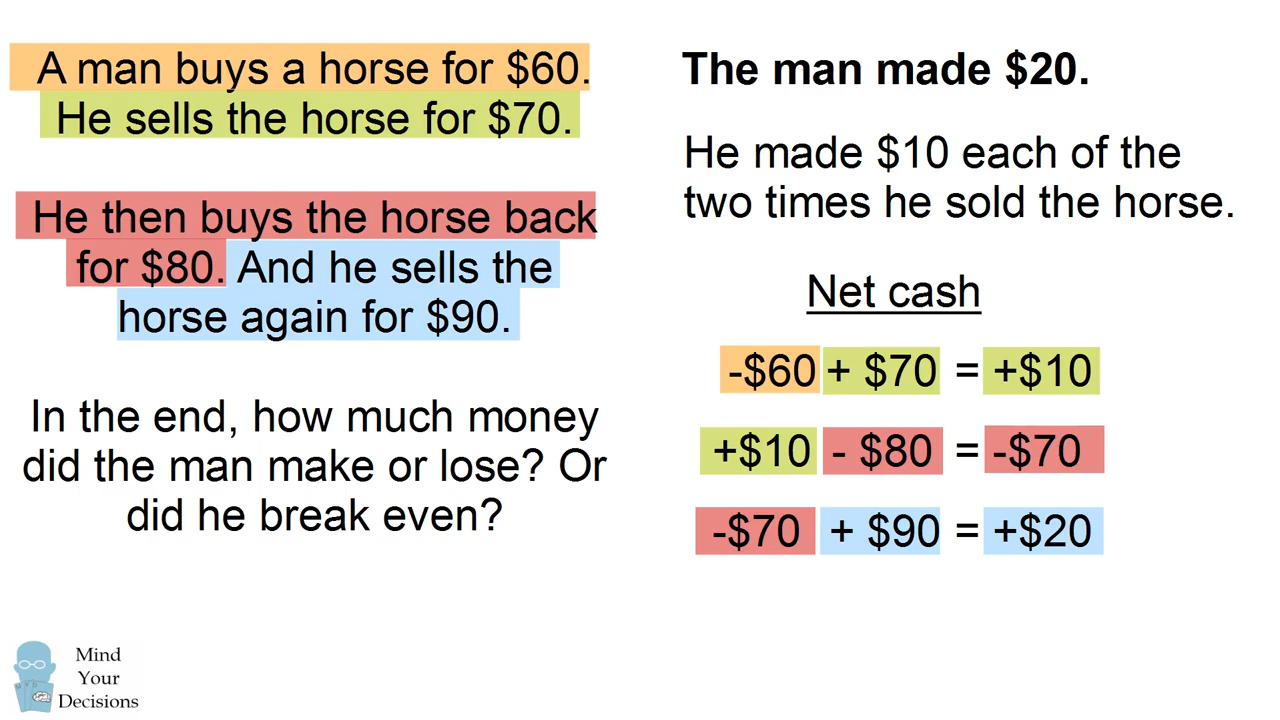 A man buys a horse for $60.
He sells the horse for $70.
He then buys the horse back
for $80. And he sells the
horse again for $90.
In the end, how much money
did the man make or lose? Or
did he break even?
The man made $20.
He made $10 each of the
two times he sold the horse.
Net cash
-$60 + $70 = +$10
+$10 - $80 = -$70
-$70 + $90 = +$20
Mind
Your
Decisions